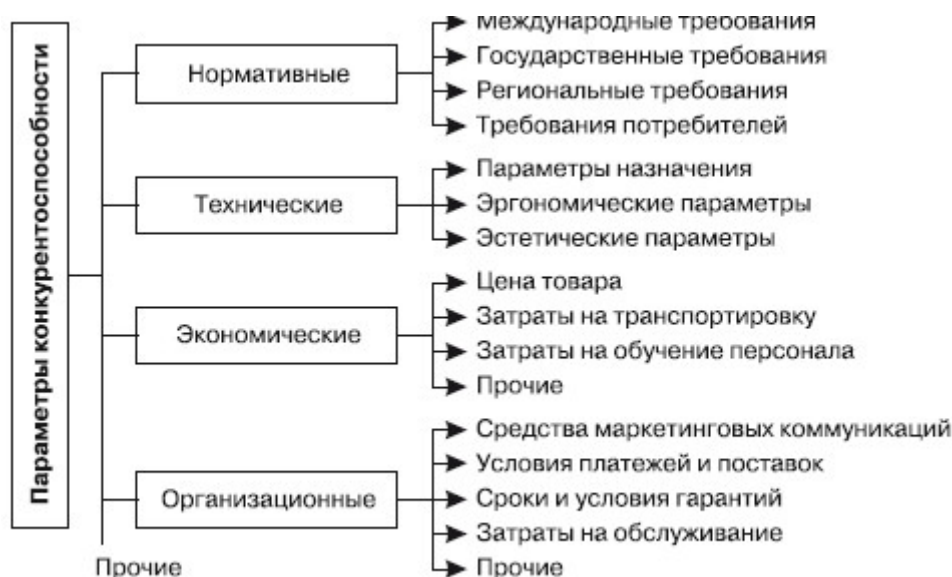 Параметры конкурентоспособности
Нормативные
Международные требования
Государственные требования
Региональные требования
Требования потребителей
Технические
Параметры назначения
Эргономические параметры
Эстетические параметры
Экономические
Цена товара
Затраты на транспортировку
Затраты на обучение персонала
Прочие
Организационные
Средства маркетинговых коммуникаций
Условия платежей и поставок
Сроки и условия гарантий
Затраты на обслуживание
Прочие
Прочие